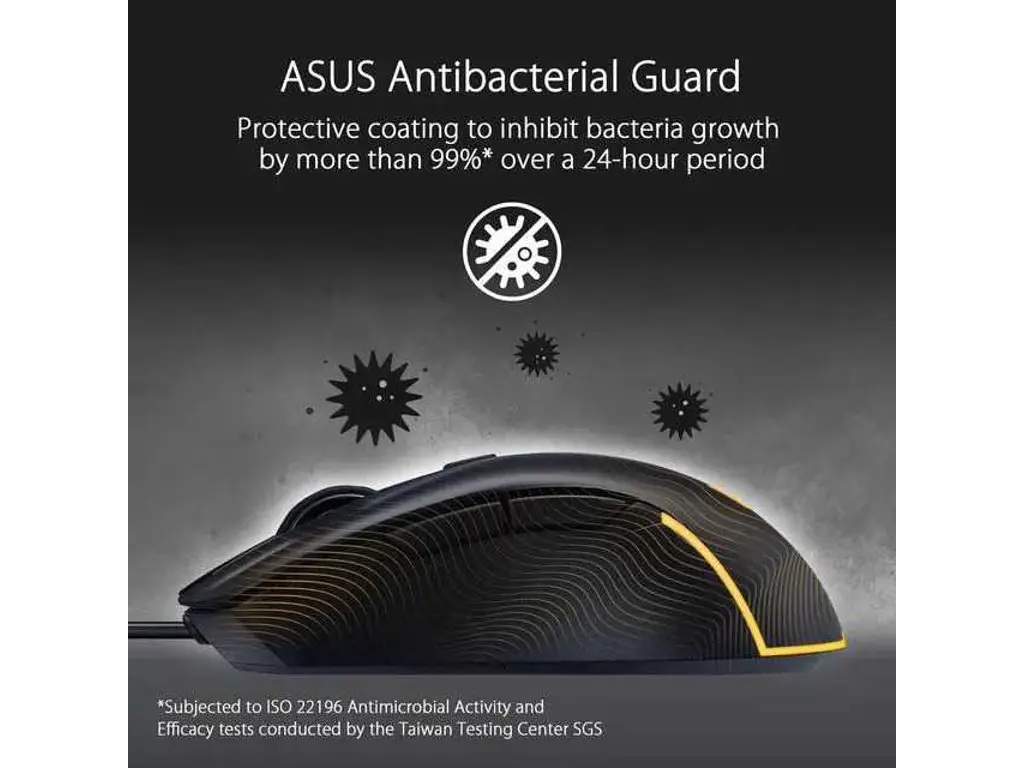 ASUS Antibacterial Guard
Protective coating to inhibit bacteria growth
by more than 99%* over a 24-hour period
*Subjected to ISO 22196 Antimicrobial Activity and
Efficacy tests conducted by the Taiwan Testing Center SGS